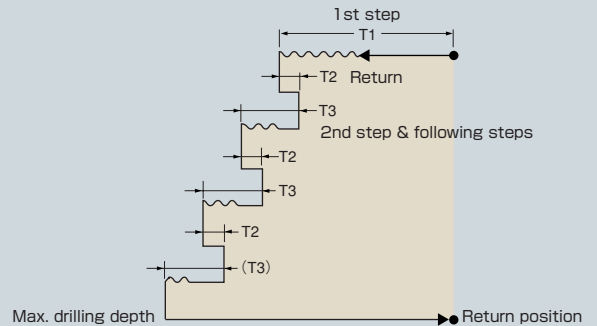 1st step
T1
T2 Return
T3
2nd step & following steps
T2
T3
T2
(T3)
Max. drilling depth
Return position